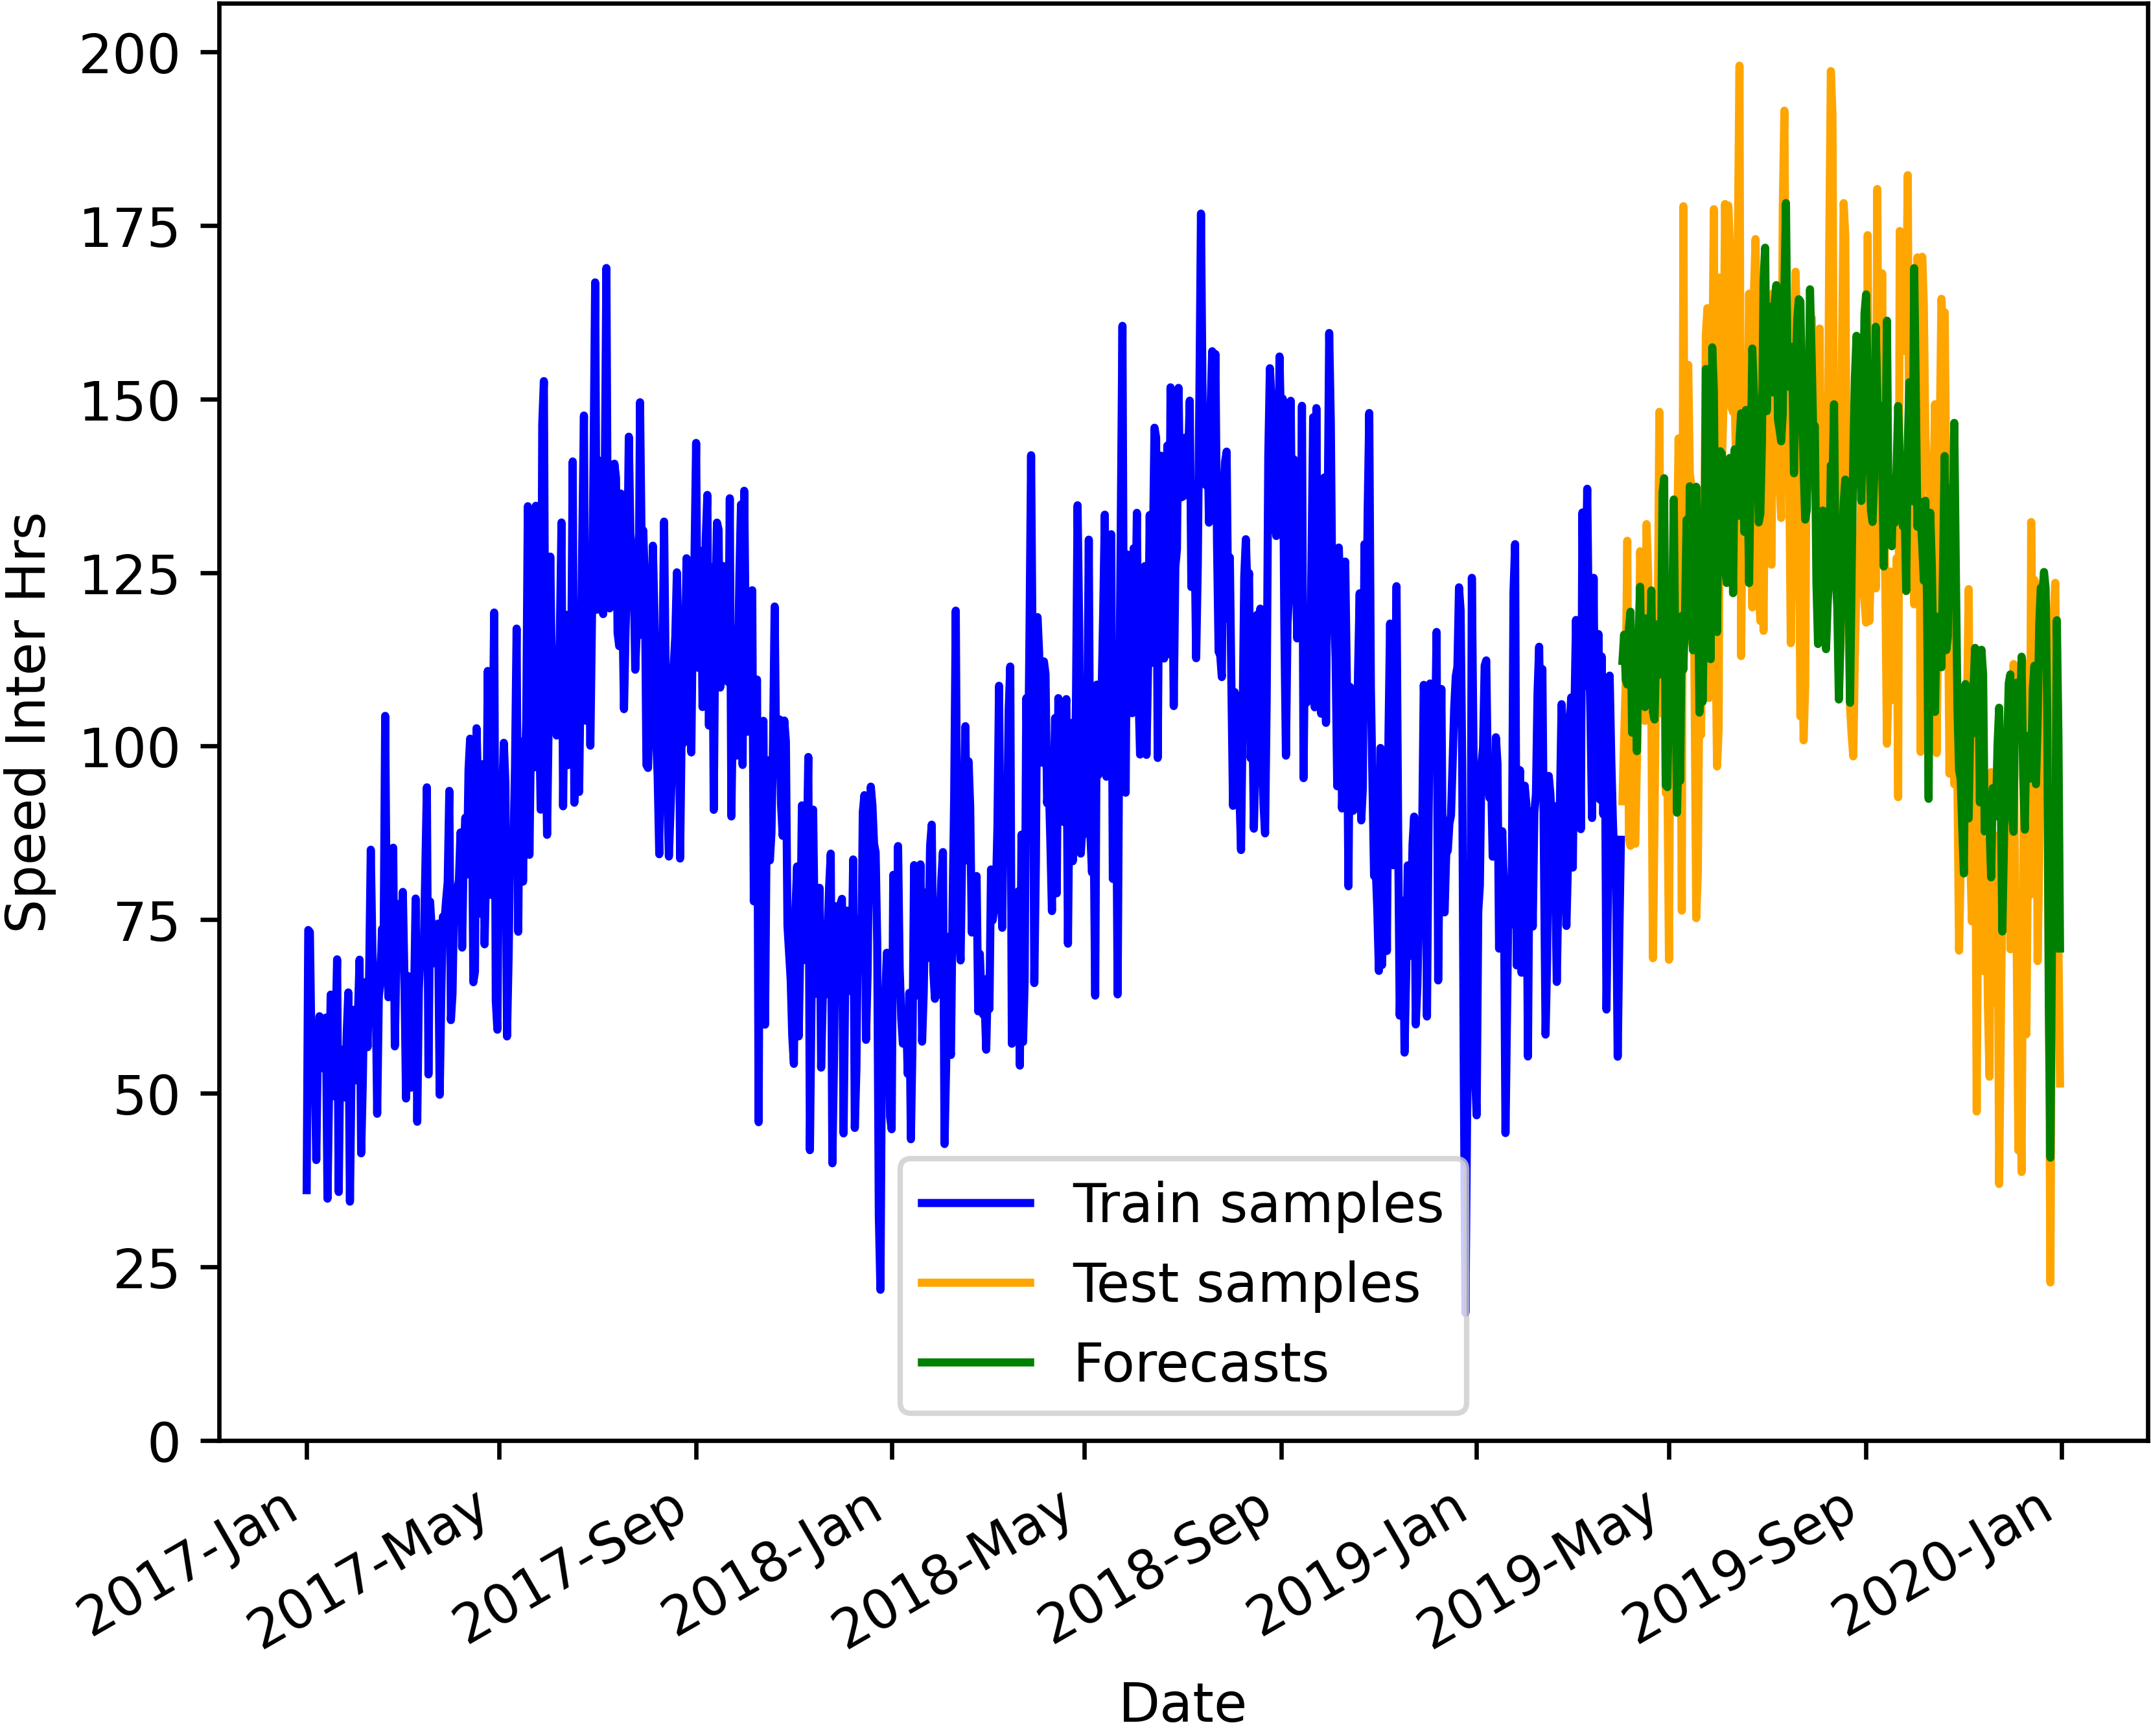 200
175
150
125
100
75
50
25
0
Speed Inter Hrs
Train samples
Test samples
Forecasts
2017-Jan
2017-May
2017-Sep
2018-Jan
2018-May
2018-Sep
2019-Jan
2019-May
2019-Sep
2020-Jan
Date